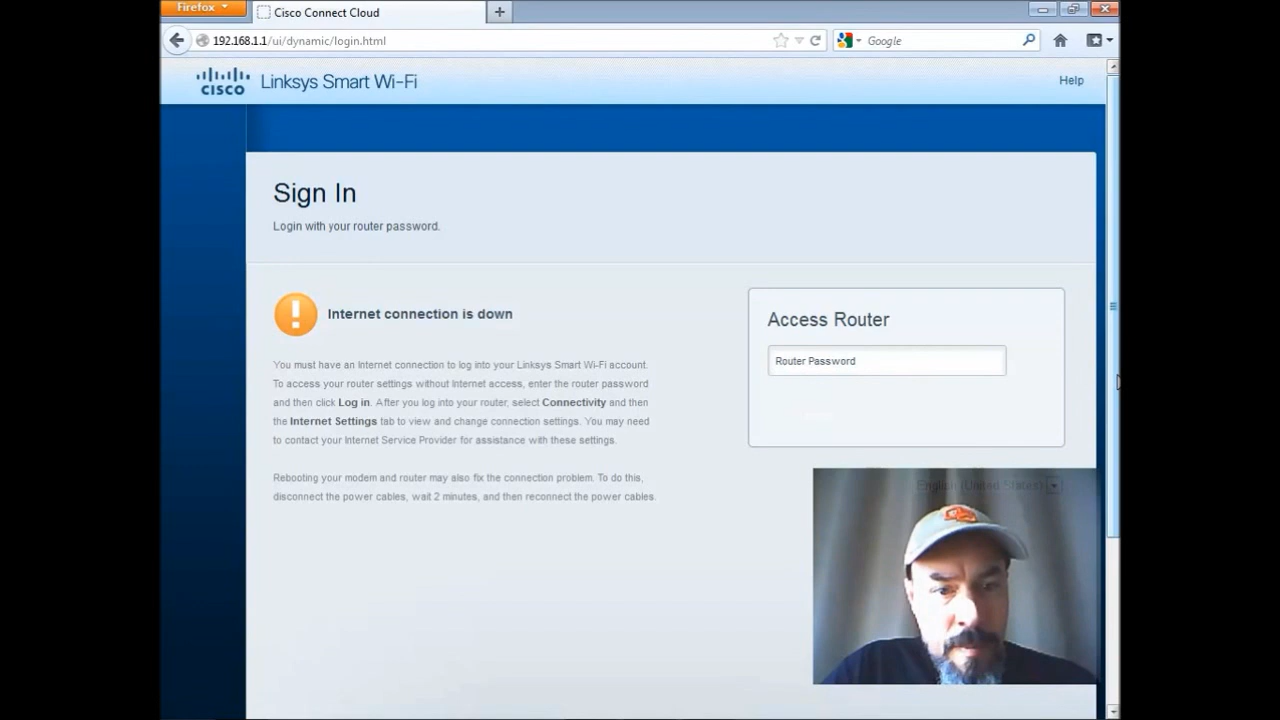 Firefox
Cisco Connect Cloud
192.168.1.1/ui/dynamic/login.html
Google
CISCO
Linksys Smart Wi-Fi
Help
Sign In
Login with your router password.
Internet connection is down
You must have an Internet connection to log into your Linksys Smart Wi-Fi account.
To access your router settings without Internet access, enter the router password
and then click Log in. After you log into your router, select Connectivity and then
the Internet Settings tab to view and change connection settings. You may need
to contact your Internet Service Provider for assistance with these settings.
Rebooting your modem and router may also fix the connection problem. To do this,
disconnect the power cables, wait 2 minutes, and then reconnect the power cables.
Access Router
Router Password
English (United States)